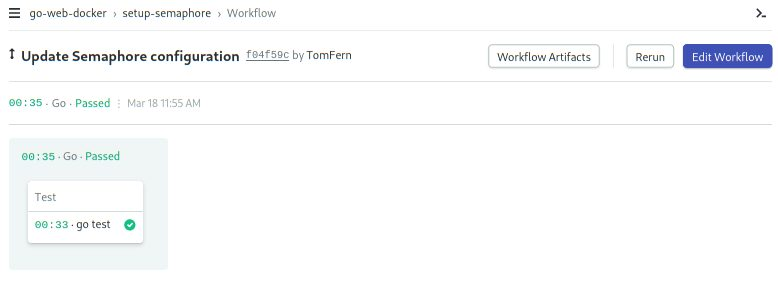 go-web-docker › setup-semaphore › Workflow
Update Semaphore configuration f04f59c by TomFern
Workflow Artifacts
Rerun
Edit Workflow
00:35 · Go · Passed ⋮ Mar 18 11:55 AM
00:35 · Go · Passed
Test
00:33 · go test